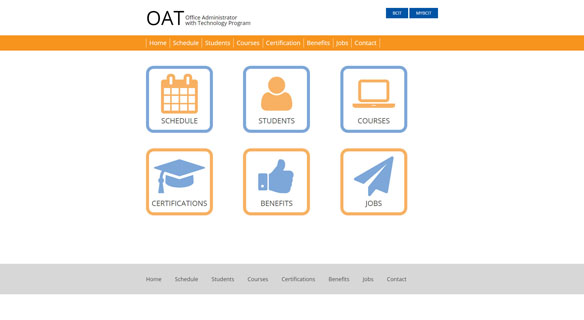 OAT Office Administrator
with Technology Program
BCIT MYBCIT
Home Schedule Students Courses Certification Benefits Jobs Contact
SCHEDULE STUDENTS COURSES
CERTIFICATIONS BENEFITS JOBS
Home Schedule Students Courses Certifications Benefits Jobs Contact